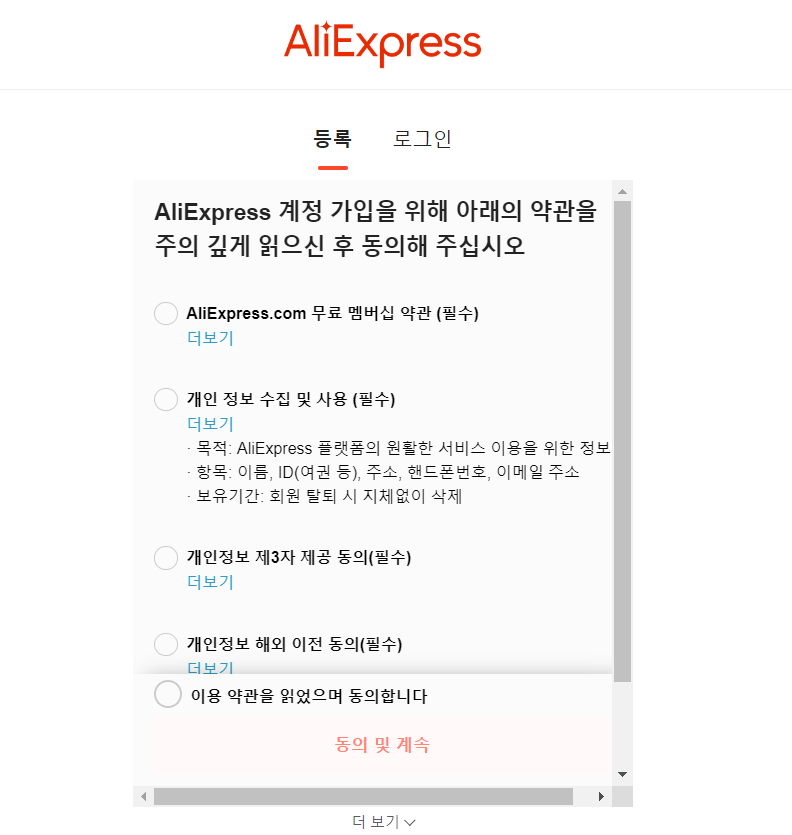 AliExpress
등록 로그인
AliExpress 계정 가입을 위해 아래의 약관을
주의 깊게 읽으신 후 동의해 주십시오
AliExpress.com 무료 멤버십 약관 (필수)
더보기
개인 정보 수집 및 사용 (필수)
더보기
· 목적: AliExpress 플랫폼의 원활한 서비스 이용을 위한 정보
· 항목: 이름, ID(여권 등), 주소, 핸드폰번호, 이메일 주소
· 보유기간: 회원 탈퇴 시 지체없이 삭제
개인정보 제3자 제공 동의(필수)
더보기
개인정보 해외 이전 동의(필수)
더보기
이용 약관을 읽었으며 동의합니다
동의 및 계속
더 보기